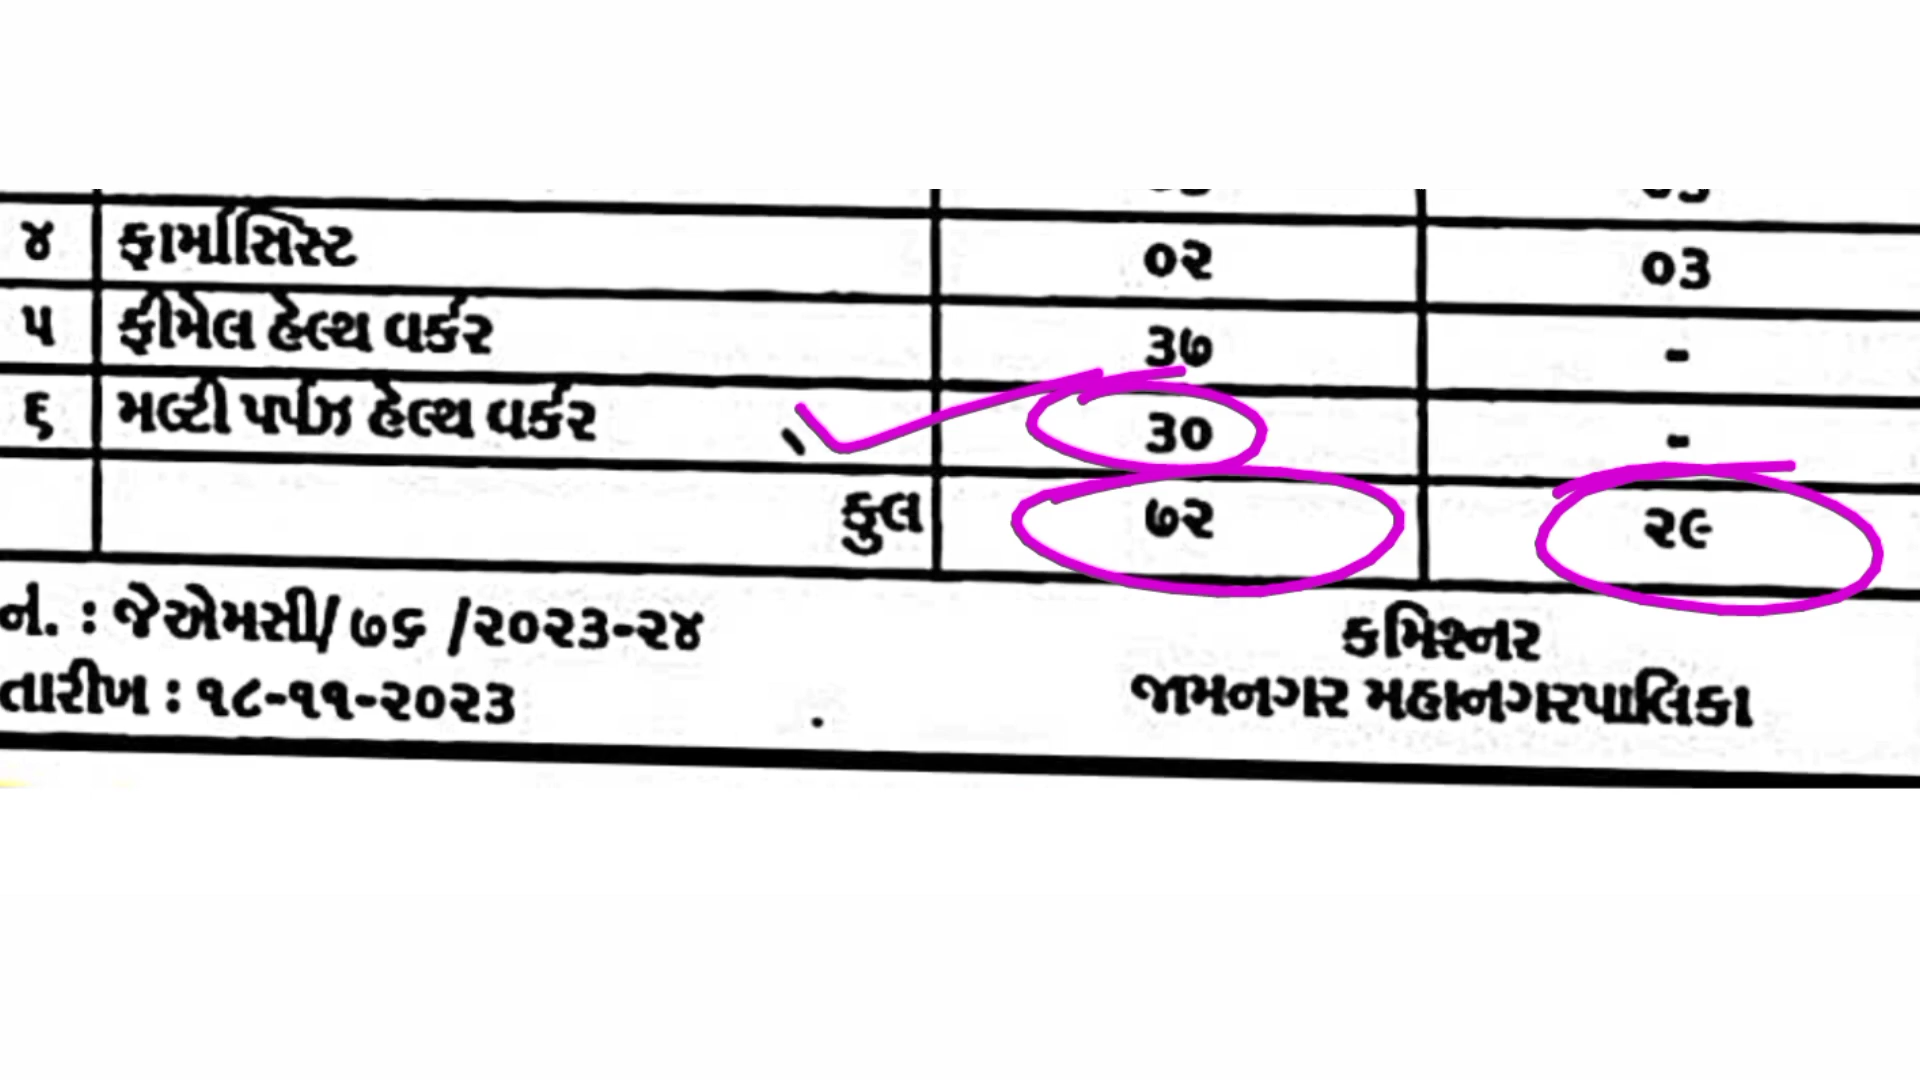 ૪ ફાર્માસિસ્ટ ૦૨ ૦૩
૫ ફીમેલ હેલ્થ વર્કર ૩૭ -
૬ મલ્ટી પર્પઝ હેલ્થ વર્કર ૩૦ -
કુલ ૭૨ ૨૯
નં. : જેએમસી/ ૭૬ /૨૦૨૩-૨૪
કમિશ્નર
તારીખ : ૧૮-૧૧-૨૦૨૩
જામનગર મહાનગરપાલિકા